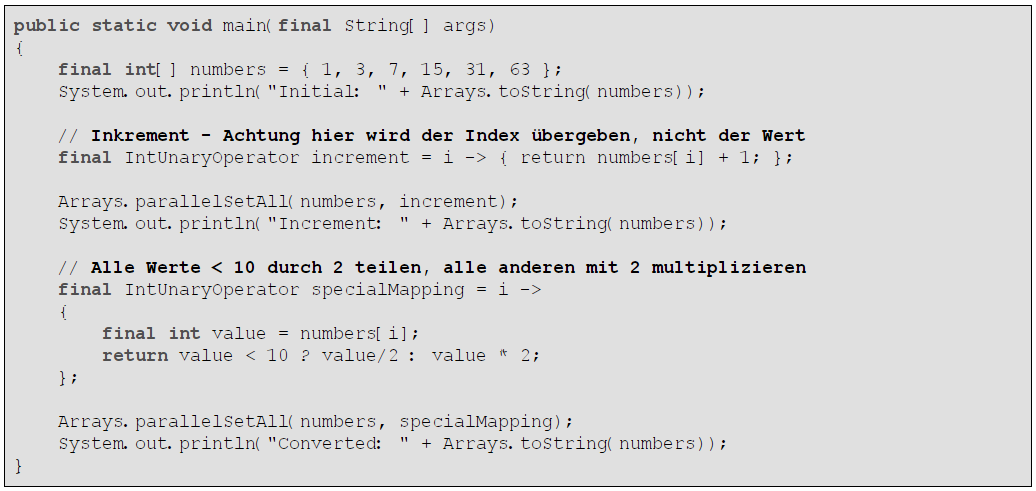 public static void main(final String[] args)
{
    final int[] numbers = { 1, 3, 7, 15, 31, 63 };
    System.out.println("Initial: " + Arrays.toString(numbers));

    // Inkrement - Achtung hier wird der Index übergeben, nicht der Wert
    final IntUnaryOperator increment = i -> { return numbers[i] + 1; };

    Arrays.parallelSetAll(numbers, increment);
    System.out.println("Increment: " + Arrays.toString(numbers));

    // Alle Werte < 10 durch 2 teilen, alle anderen mit 2 multiplizieren
    final IntUnaryOperator specialMapping = i ->
    {
        final int value = numbers[i];
        return value < 10 ? value/2 : value * 2;
    };

    Arrays.parallelSetAll(numbers, specialMapping);
    System.out.println("Converted: " + Arrays.toString(numbers));
}